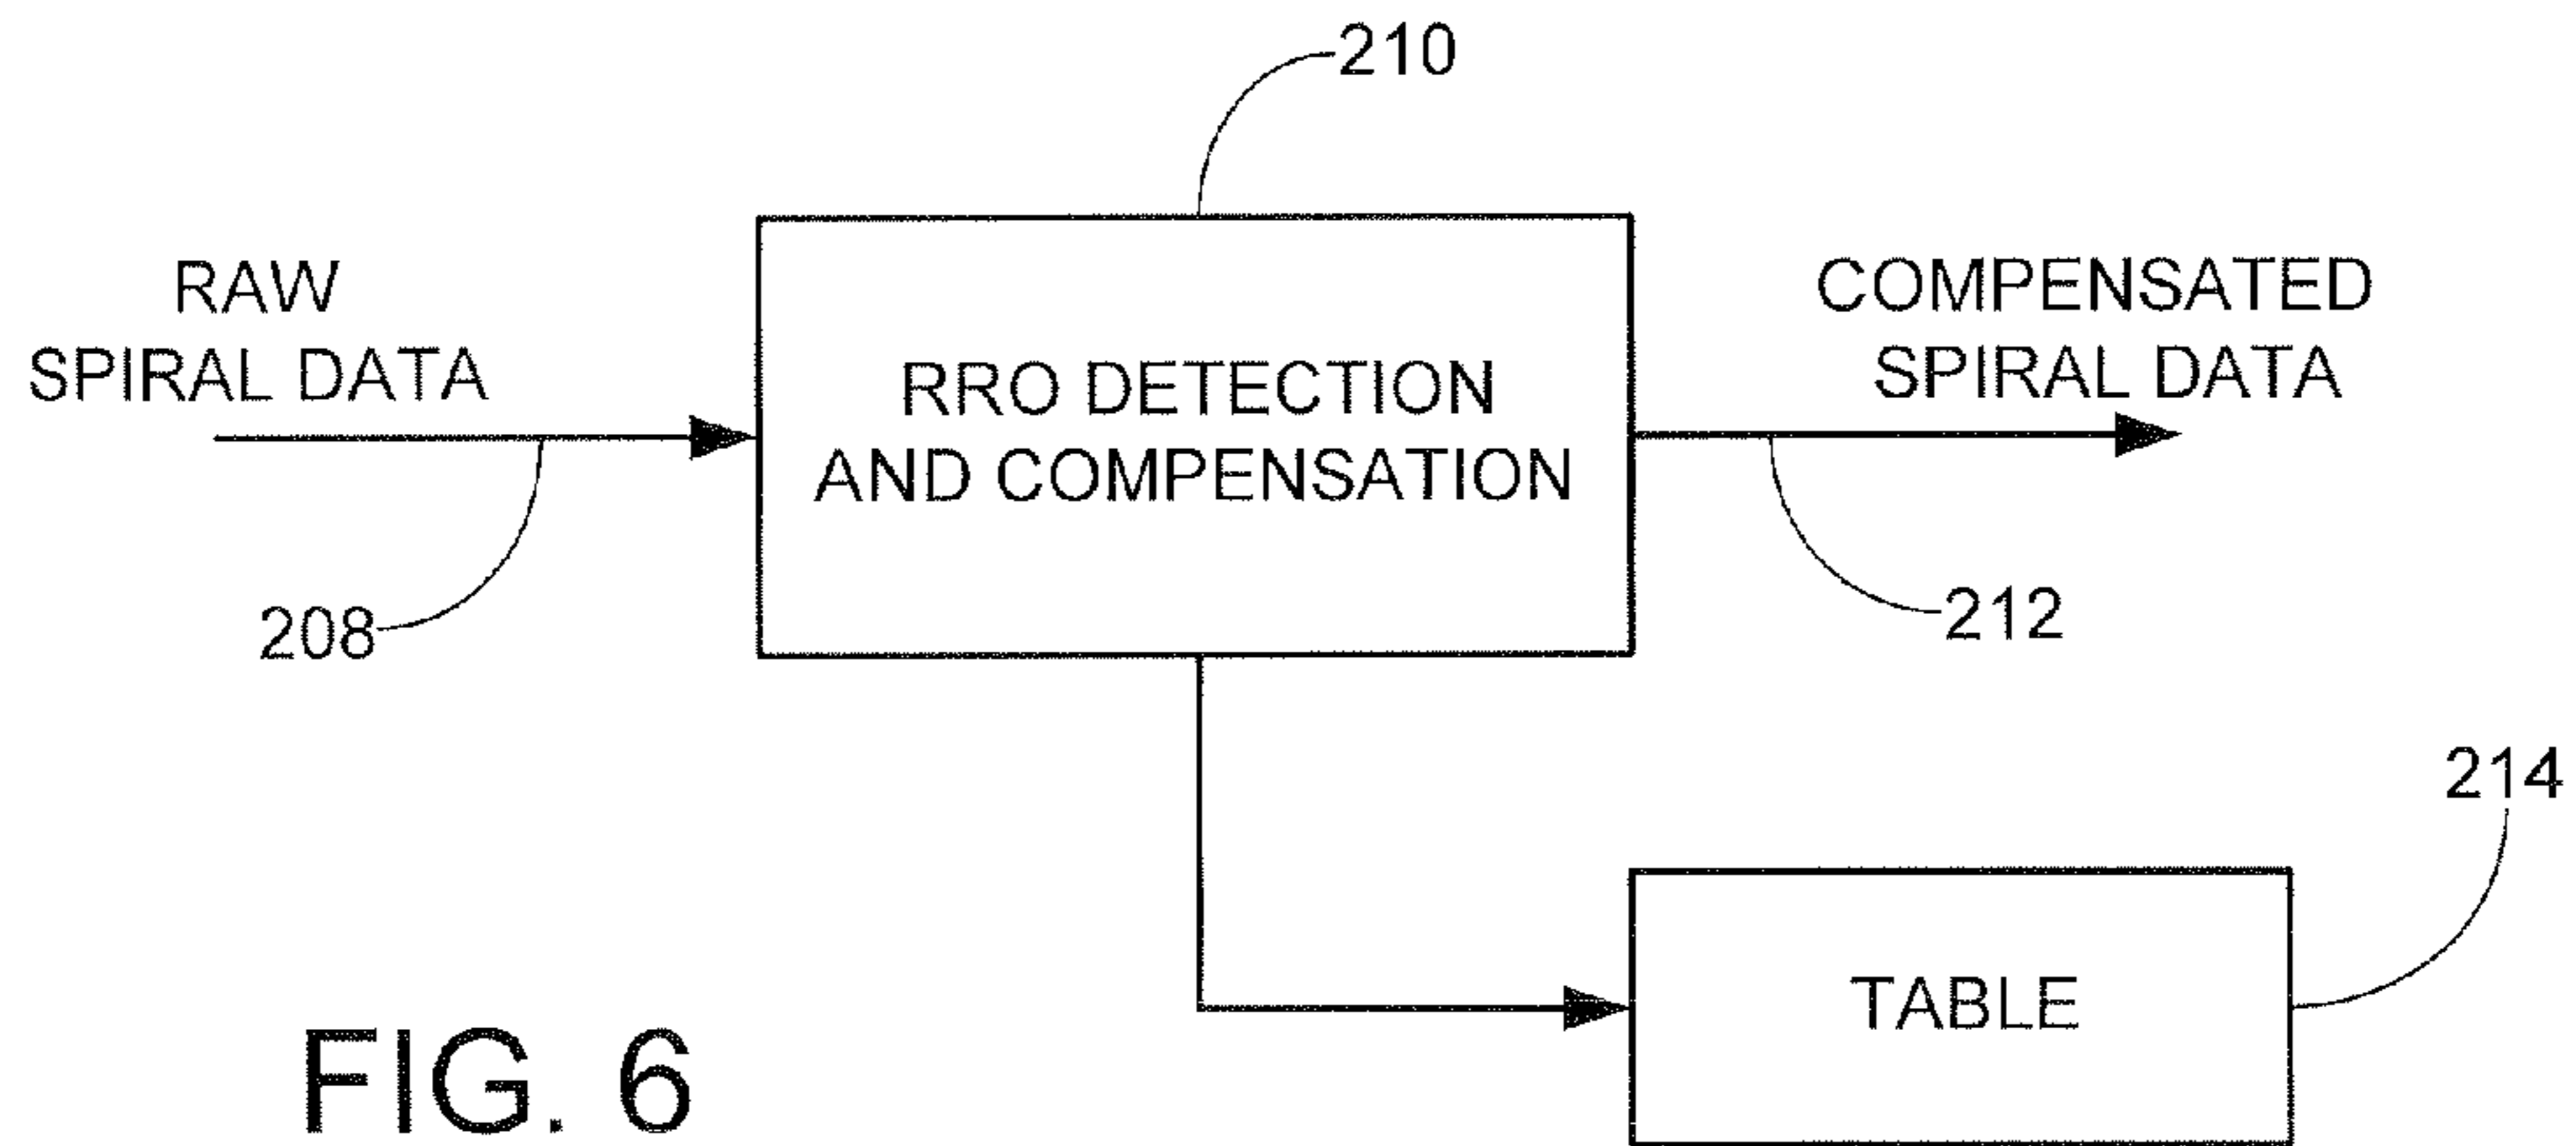 210
RAW
SPIRAL DATA
COMPENSATED
SPIRAL DATA
RRO DETECTION
AND COMPENSATION
208
212
214
TABLE
FIG. 6